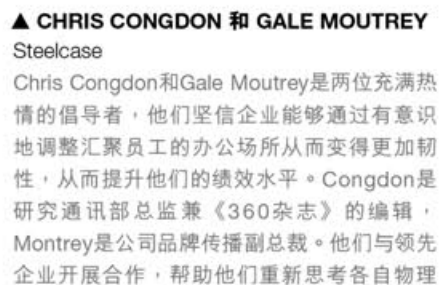 ▲ CHRIS CONGDON 和 GALE MOUTREY
Steelcase
Chris Congdon和Gale Moutrey是两位充满热
情的倡导者，他们坚信企业能够通过有意识
地调整汇聚员工的办公场所从而变得更加韧
性，从而提升他们的绩效水平。Congdon是
研究通讯部总监兼《360杂志》的编辑，
Montrey是公司品牌传播副总裁。他们与领先
企业开展合作，帮助他们重新思考各自物理